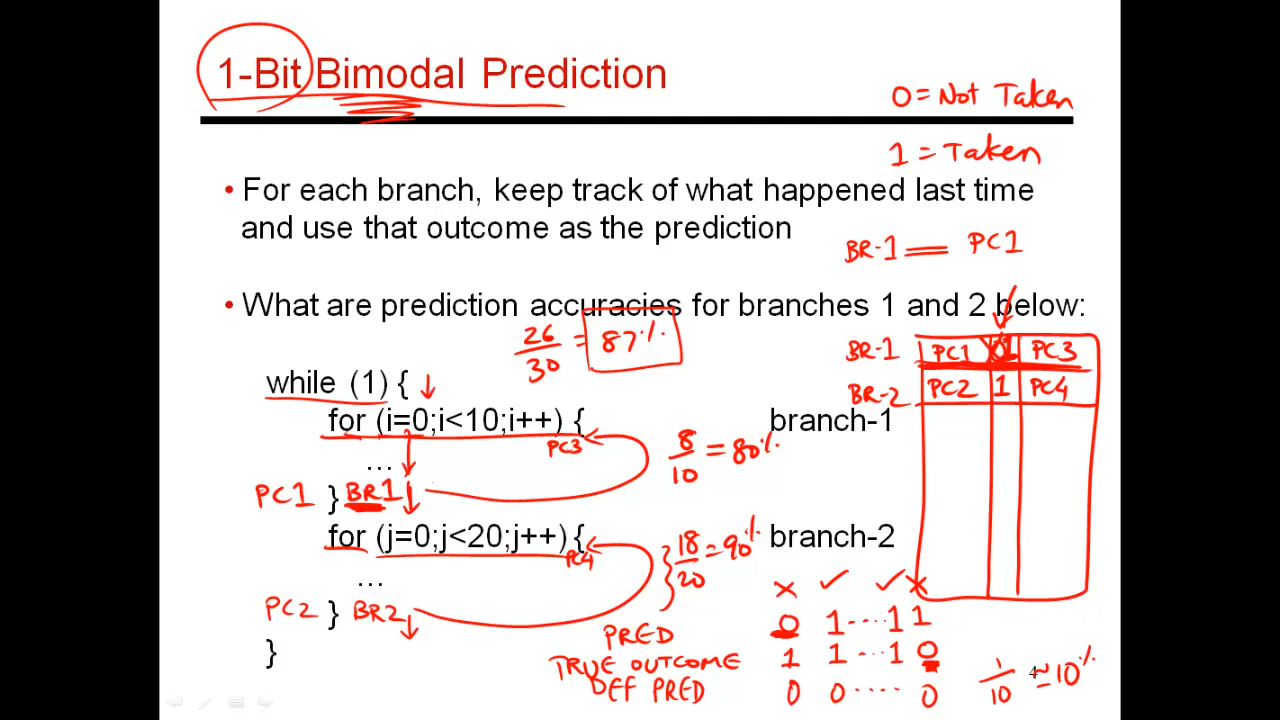 1-Bit Bimodal Prediction
0 = Not Taken
1 = Taken
• For each branch, keep track of what happened last time
and use that outcome as the prediction
BR-1 = PC1
• What are prediction accuracies for branches 1 and 2 below:
26/30 = 87%
BR-1 PC1 1 PC3
BR-2 PC2 1 PC4
while (1) {
for (i=0;i<10;i++) { branch-1
PC3
8/10 = 80%
...
PC1 } BR1
for (j=0;j<20;j++) { branch-2
PC4
18/20 = 90%
...
PC2 } BR2
}
× ✓ ✓ ×
PRED 0 1 .... 1 1
TRUE OUTCOME 1 1 ... 1 0
DEF PRED 0 0 .... 0
1/10 ≃ 10%
4